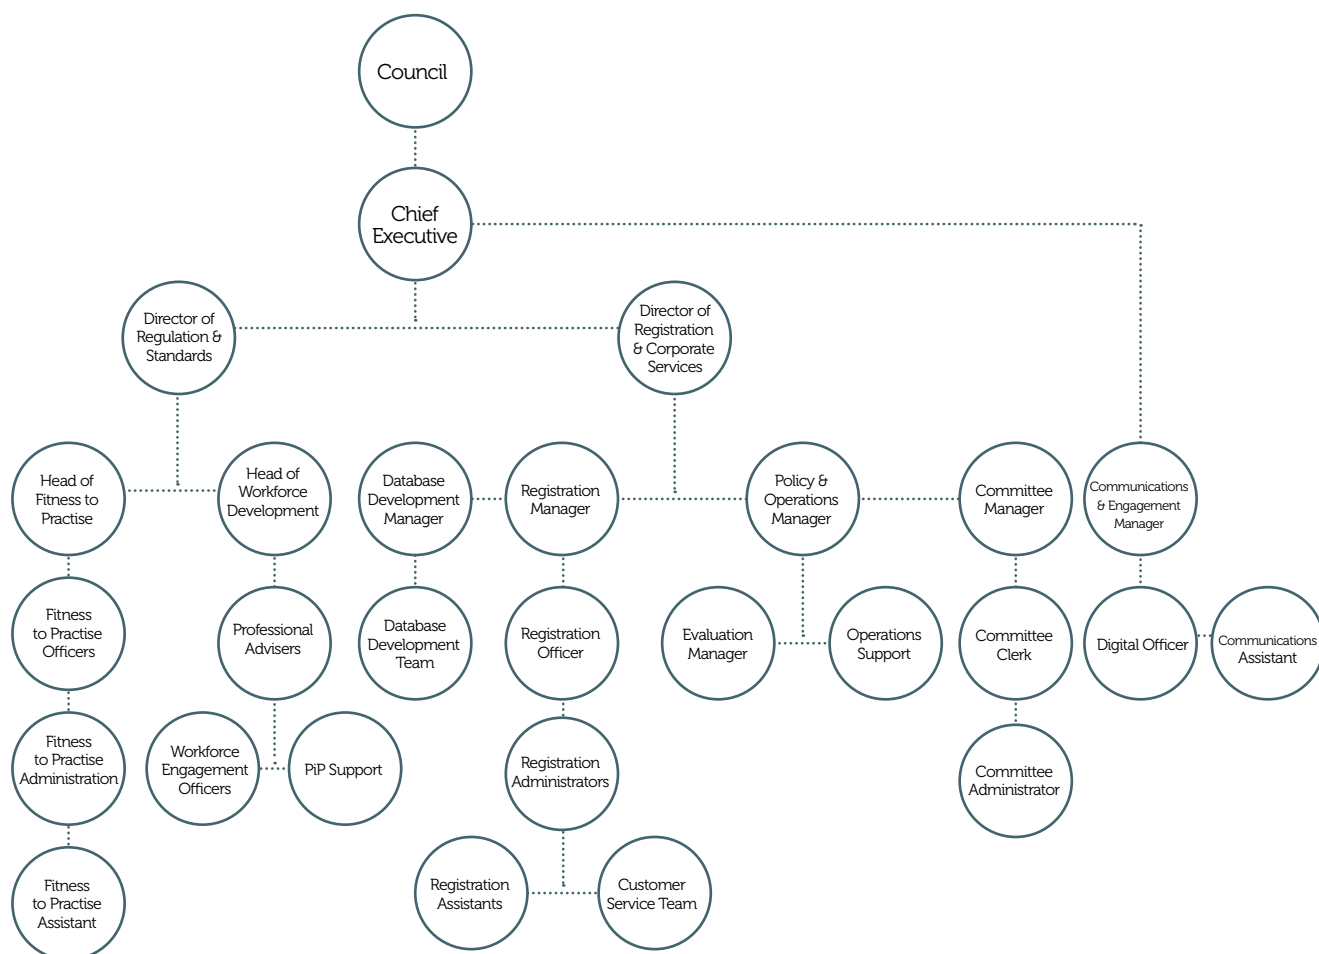 Council
Chief
Executive
Director of
Regulation &
Standards
Director of
Registration
& Corporate
Services
Head of
Fitness to
Practise
Head of
Workforce
Development
Database
Development
Manager
Registration
Manager
Policy &
Operations
Manager
Committee
Manager
Communications
& Engagement
Manager
Fitness
to Practise
Officers
Professional
Advisers
Database
Development
Team
Registration
Officer
Evaluation
Manager
Operations
Support
Committee
Clerk
Digital Officer
Communications
Assistant
Fitness
to Practise
Administration
Workforce
Engagement
Officers
PiP Support
Registration
Administrators
Committee
Administrator
Fitness
to Practise
Assistant
Registration
Assistants
Customer
Service Team